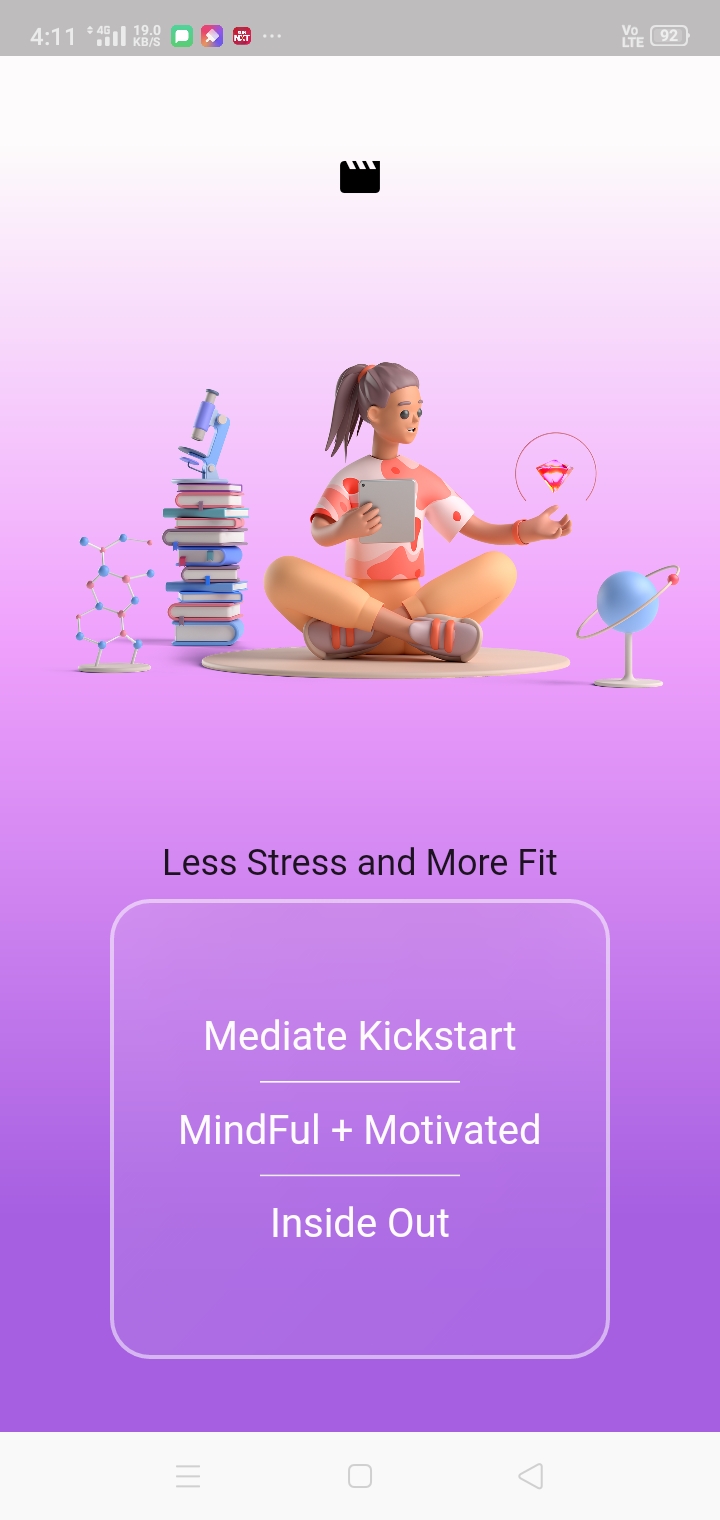 4:11 4G 19.0 KB/S Vo LTE 92
Less Stress and More Fit
Mediate Kickstart
MindFul + Motivated
Inside Out